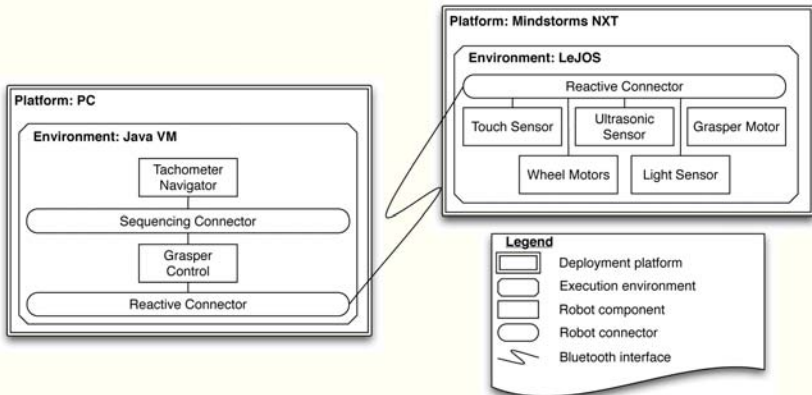 Platform: PC
Environment: Java VM
Tachometer
Navigator
Sequencing Connector
Grasper
Control
Reactive Connector
Platform: Mindstorms NXT
Environment: LeJOS
Reactive Connector
Touch Sensor
Ultrasonic
Sensor
Grasper Motor
Wheel Motors
Light Sensor
Legend
Deployment platform
Execution environment
Robot component
Robot connector
Bluetooth interface